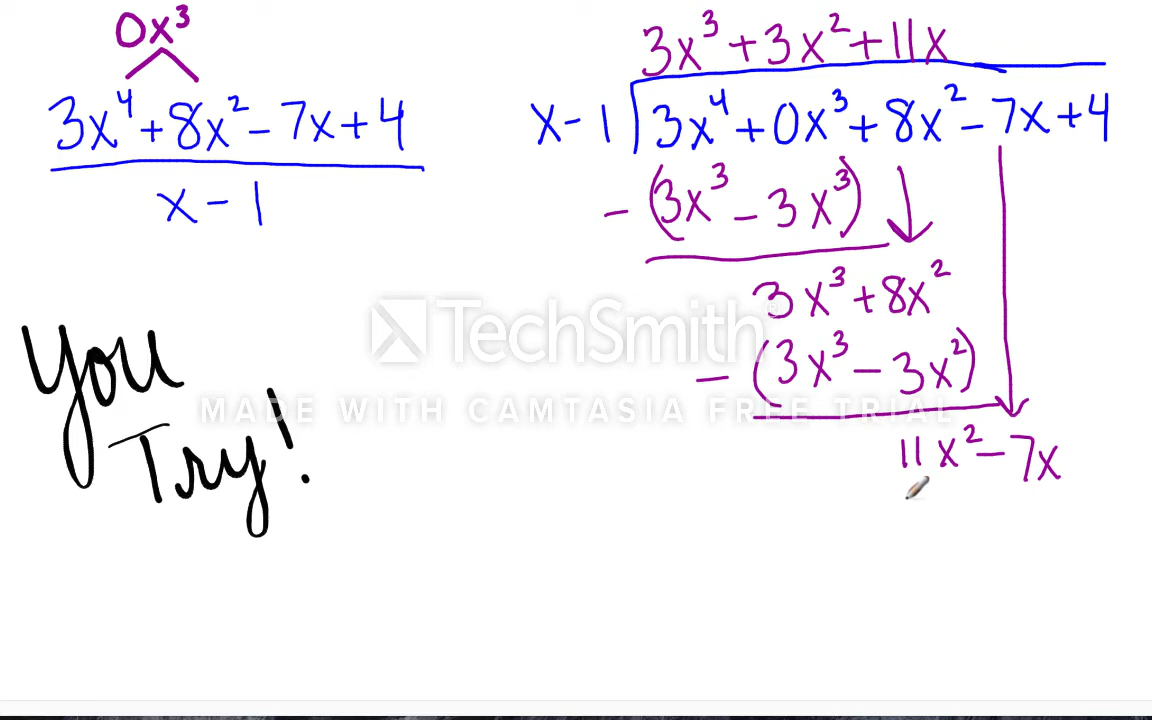 0x³
3x⁴ + 8x² - 7x + 4
x - 1
You
Try!
3x³ + 3x² + 11x
x - 1 3x⁴ + 0x³ + 8x² - 7x + 4
- (3x³ - 3x³)
3x³ + 8x²
- (3x³ - 3x²)
11x² - 7x
TechSmith
MADE WITH CAMTASIA FREE TRIAL